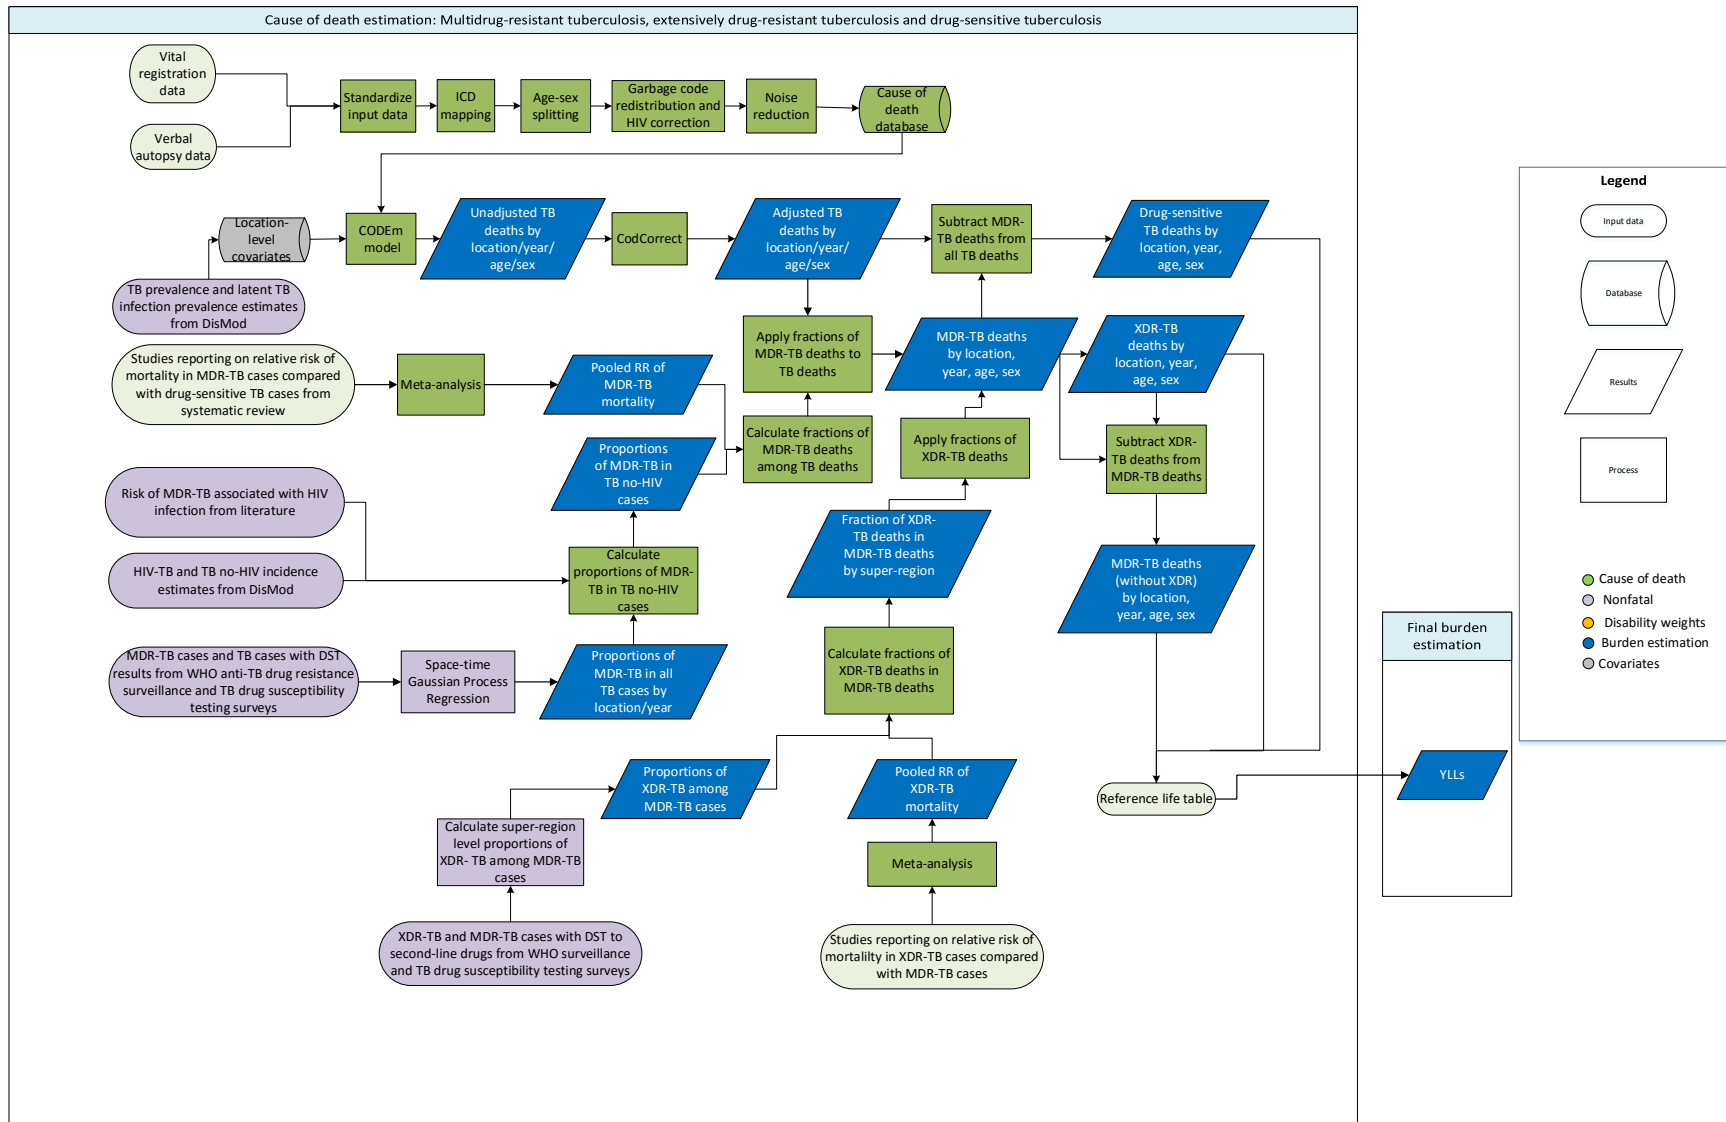 Cause of death estimation: Multidrug-resistant tuberculosis, extensively drug-resistant tuberculosis and drug-sensitive tuberculosis
Vital
registration
data
Verbal
autopsy data
Standardize
input data
ICD
mapping
Age-sex
splitting
Garbage code
redistribution and
HIV correction
Noise
reduction
Cause of
death
database
Location-
level
covariates
CODEm
model
Unadjusted TB
deaths by
location/year/
age/sex
CodCorrect
Adjusted TB
deaths by
location/year/
age/sex
Subtract MDR-
TB deaths from
all TB deaths
Drug-sensitive
TB deaths by
location, year,
age, sex
TB prevalence and latent TB
infection prevalence estimates
from DisMod
Studies reporting on relative risk of
mortality in MDR-TB cases compared
with drug-sensitive TB cases from
systematic review
Meta-analysis
Pooled RR of
MDR-TB
mortality
Apply fractions of
MDR-TB deaths to
TB deaths
MDR-TB deaths
by location,
year, age, sex
XDR-TB
deaths by
location, year,
age, sex
Calculate fractions of
MDR-TB deaths
among TB deaths
Apply fractions of
XDR-TB deaths
Subtract XDR-
TB deaths from
MDR-TB deaths
Proportions
of MDR-TB in
TB no-HIV
cases
Risk of MDR-TB associated with HIV
infection from literature
HIV-TB and TB no-HIV incidence
estimates from DisMod
Calculate
proportions of MDR-
TB in TB no-HIV
cases
Fraction of XDR-
TB deaths in
MDR-TB deaths
by super-region
MDR-TB deaths
(without XDR)
by location,
year, age, sex
MDR-TB cases and TB cases with DST
results from WHO anti-TB drug resistance
surveillance and TB drug susceptibility
testing surveys
Space-time
Gaussian Process
Regression
Proportions of
MDR-TB in all
TB cases by
location/year
Calculate fractions of
XDR-TB deaths in
MDR-TB deaths
Proportions of
XDR-TB among
MDR-TB cases
Pooled RR of
XDR-TB
mortality
Reference life table
Calculate super-region
level proportions of
XDR- TB among MDR-TB
cases
Meta-analysis
XDR-TB and MDR-TB cases with DST to
second-line drugs from WHO surveillance
and TB drug susceptibility testing surveys
Studies reporting on relative risk of
mortalilty in XDR-TB cases compared
with MDR-TB cases
Final burden
estimation
YLLs
Legend
Input data
Database
Results
Process
Cause of death
Nonfatal
Disability weights
Burden estimation
Covariates